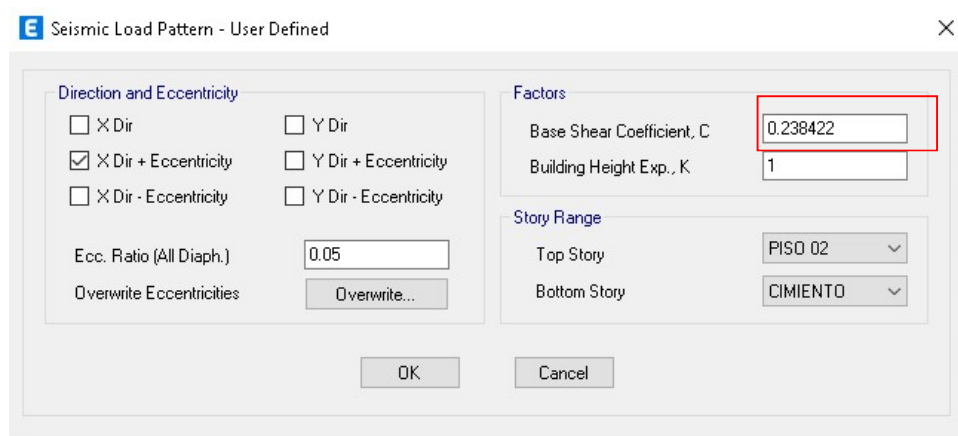 E Seismic Load Pattern - User Defined
Direction and Eccentricity
X Dir
Y Dir
X Dir + Eccentricity
Y Dir + Eccentricity
X Dir - Eccentricity
Y Dir - Eccentricity
Ecc. Ratio (All Diaph.)
0.05
Overwrite Eccentricities
Overwrite...
Factors
Base Shear Coefficient, C
0.238422
Building Height Exp., K
1
Story Range
Top Story
PISO 02
Bottom Story
CIMIENTO
OK
Cancel